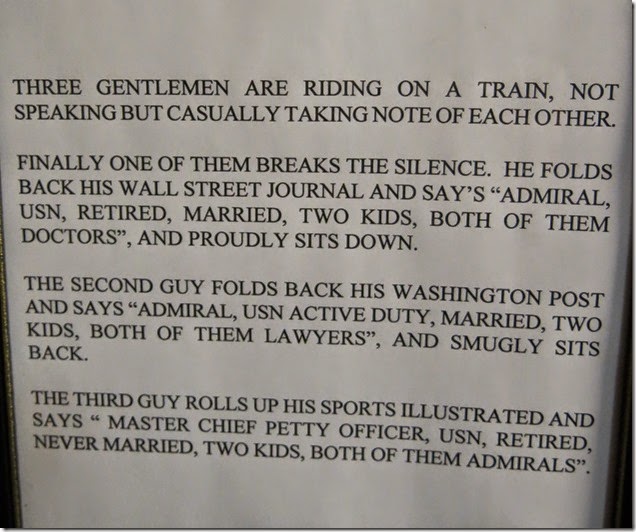 THREE GENTLEMEN ARE RIDING ON A TRAIN, NOT
SPEAKING BUT CASUALLY TAKING NOTE OF EACH OTHER.
FINALLY ONE OF THEM BREAKS THE SILENCE. HE FOLDS
BACK HIS WALL STREET JOURNAL AND SAY'S “ADMIRAL,
USN, RETIRED, MARRIED, TWO KIDS, BOTH OF THEM
DOCTORS”, AND PROUDLY SITS DOWN.
THE SECOND GUY FOLDS BACK HIS WASHINGTON POST
AND SAYS “ADMIRAL, USN ACTIVE DUTY, MARRIED, TWO
KIDS, BOTH OF THEM LAWYERS”, AND SMUGLY SITS
BACK.
THE THIRD GUY ROLLS UP HIS SPORTS ILLUSTRATED AND
SAYS “ MASTER CHIEF PETTY OFFICER, USN, RETIRED,
NEVER MARRIED, TWO KIDS, BOTH OF THEM ADMIRALS”.